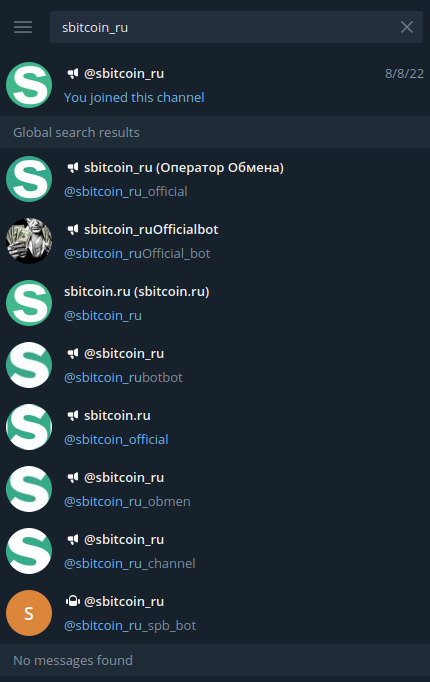 sbitcoin_ru
@sbitcoin_ru 8/8/22
You joined this channel
Global search results
sbitcoin_ru (Оператор Обмена)
@sbitcoin_ru_official
sbitcoin_ruOfficialbot
@sbitcoin_ruOfficial_bot
sbitcoin.ru (sbitcoin.ru)
@sbitcoin_ru
@sbitcoin_ru
@sbitcoin_rubotbot
sbitcoin.ru
@sbitcoin_official
@sbitcoin_ru
@sbitcoin_ru_obmen
@sbitcoin_ru
@sbitcoin_ru_channel
S
@sbitcoin_ru
@sbitcoin_ru_spb_bot
No messages found